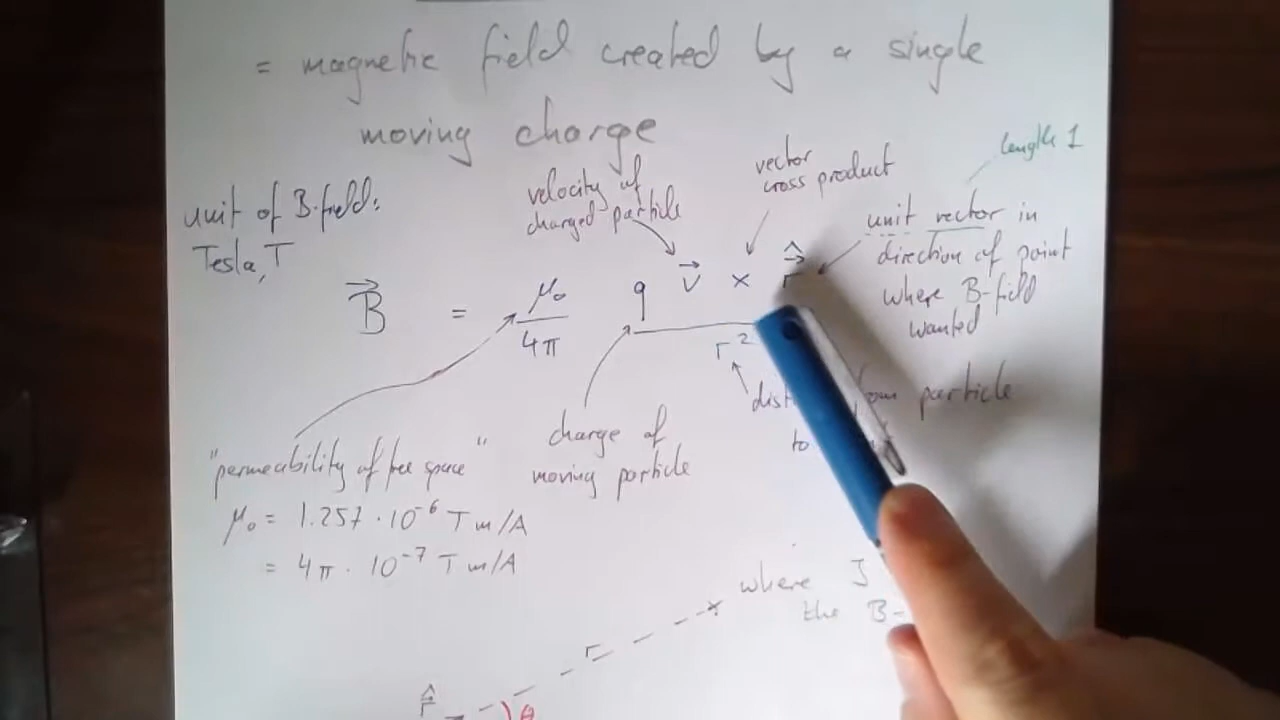 = magnetic field created by a single
moving charge
unit of B-field:
Tesla, T
velocity of
charged particle
vector
cross product
length 1
unit vector in
direction of point
where B-field
wanted
B⃗ = μ₀/4π q v⃗ × r̂⃗ / r²
particle
to
"permeability of free space"
μ₀ = 1.257 · 10⁻⁶ T m/A
= 4π · 10⁻⁷ T m/A
charge of
moving particle
where I
the B-
r
r̂⃗
θ